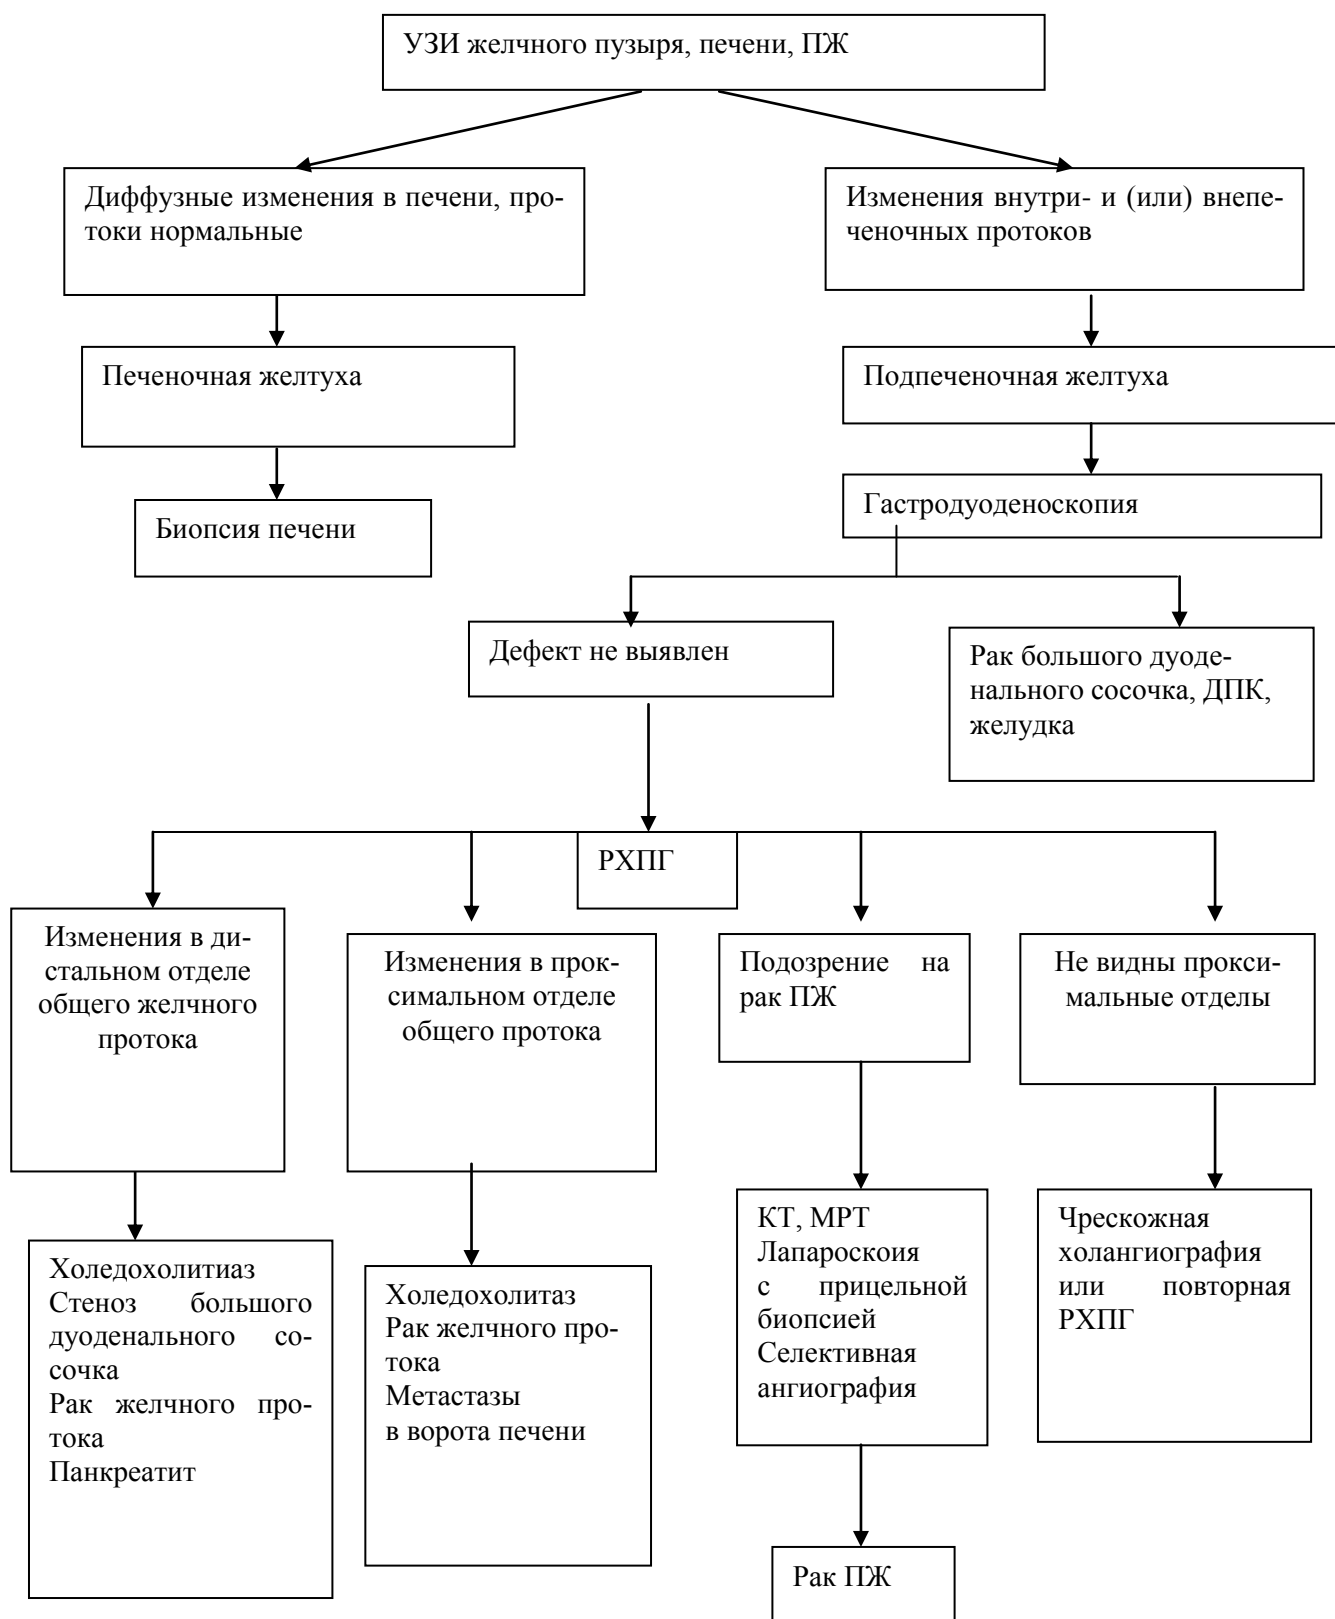 УЗИ желчного пузыря, печени, ПЖ
Диффузные изменения в печени, про-
токи нормальные
Изменения внутри- и (или) внепе-
ченочных протоков
Печеночная желтуха
Подпеченочная желтуха
Биопсия печени
Гастродуоденоскопия
Дефект не выявлен
Рак большого дуоде-
нального сосочка, ДПК,
желудка
РХПГ
Изменения в ди-
стальном отделе
общего желчного
протока
Изменения в прок-
симальном отделе
общего протока
Подозрение на
рак ПЖ
Не видны прокси-
мальные отделы
Холедохолитиаз
Стеноз большого
дуоденального со-
сочка
Рак желчного про-
тока
Панкреатит
Холедохолитаз
Рак желчного про-
тока
Метастазы
в ворота печени
КТ, МРТ
Лапароскоия
с прицельной
биопсией
Селективная
ангиография
Чрескожная
холангиография
или повторная
РХПГ
Рак ПЖ